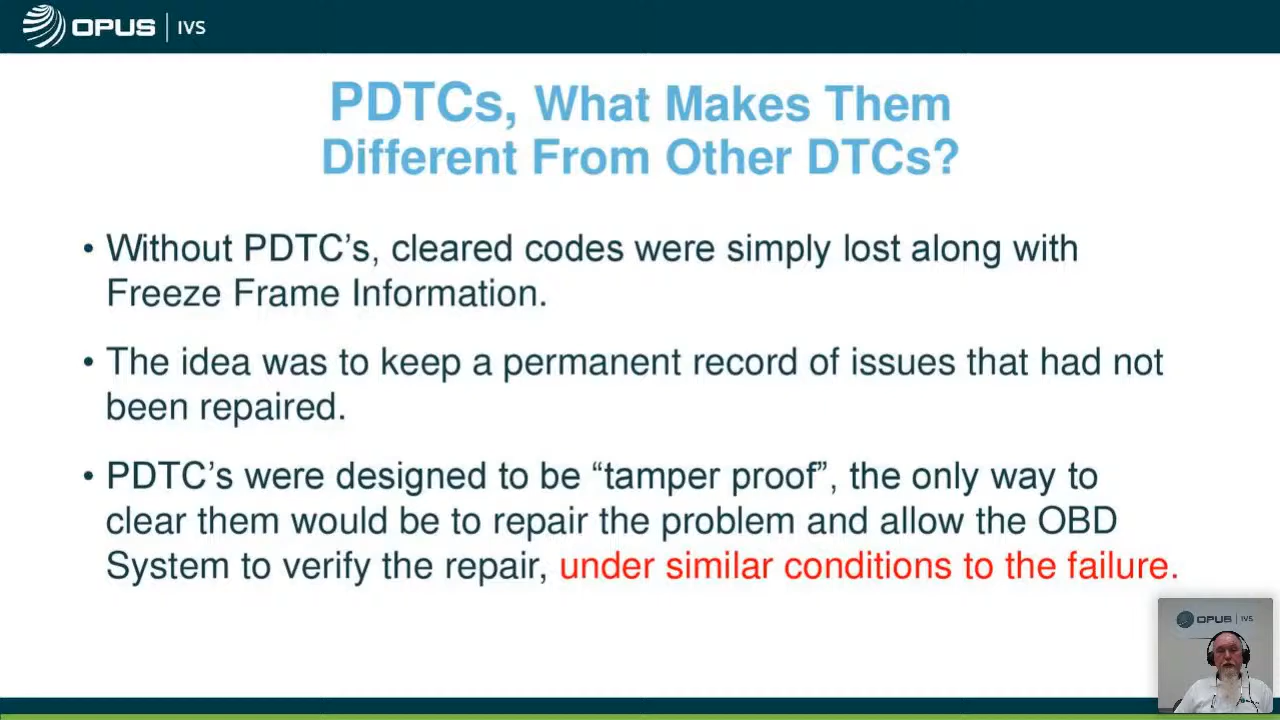 OPUS | IVS
PDTCs, What Makes Them
Different From Other DTCs?
• Without PDTC’s, cleared codes were simply lost along with
Freeze Frame Information.
• The idea was to keep a permanent record of issues that had not
been repaired.
• PDTC’s were designed to be “tamper proof”, the only way to
clear them would be to repair the problem and allow the OBD
System to verify the repair, under similar conditions to the failure.
OPUS | IVS